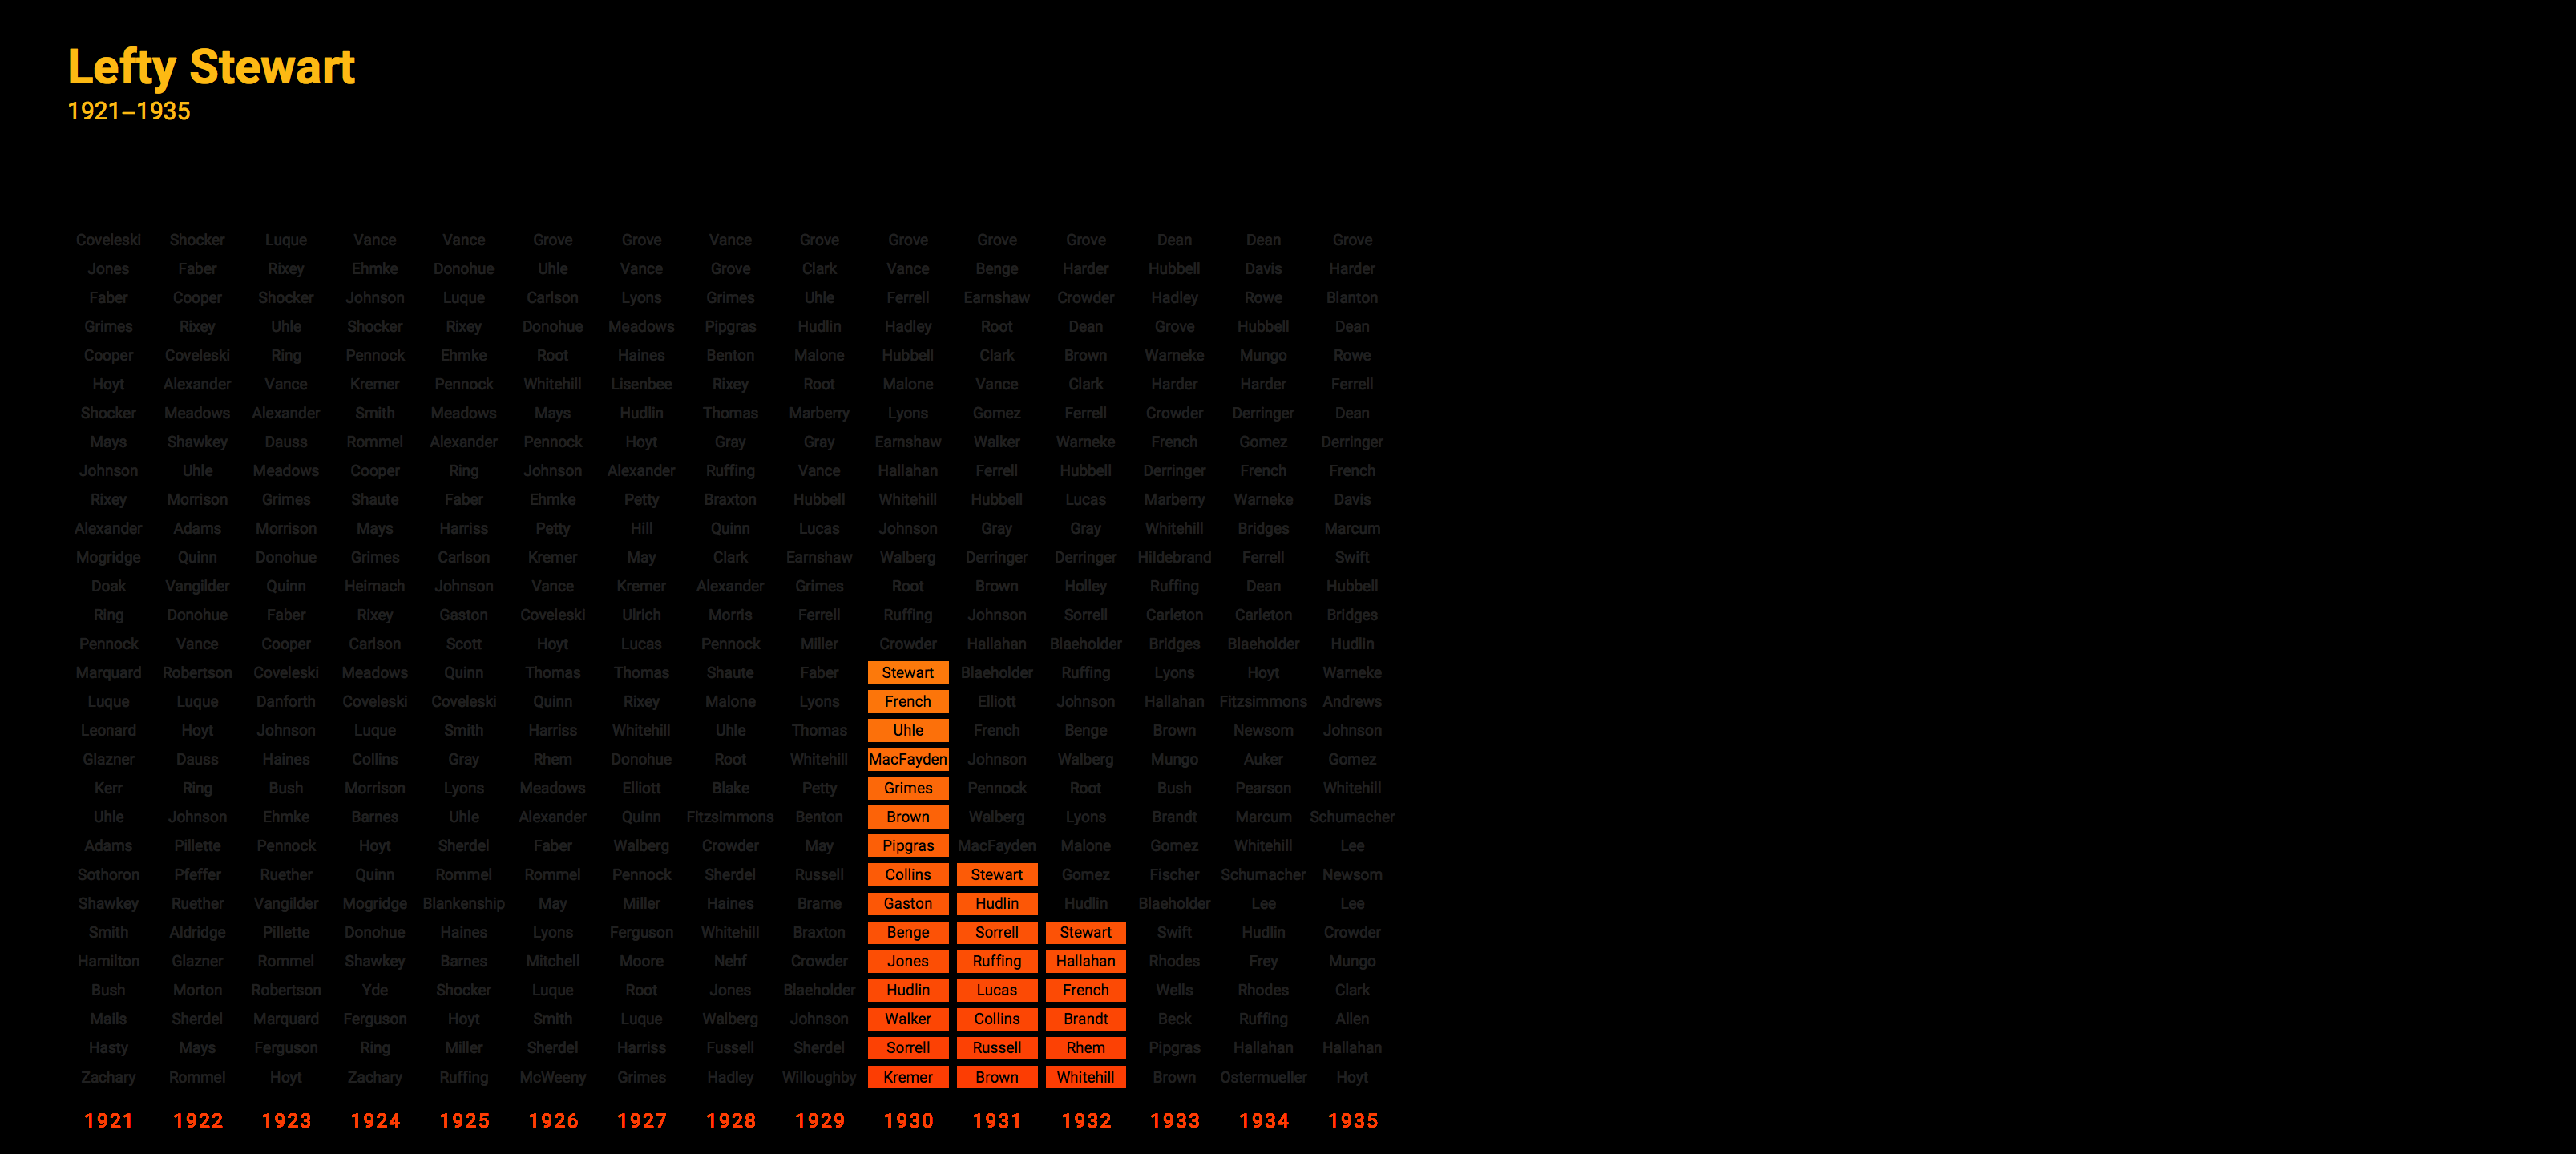 Lefty Stewart
1921–1935
Coveleski Shocker Luque Vance Vance Grove Grove Vance Grove Grove Grove Grove Dean Dean Grove
Jones Faber Rixey Ehmke Donohue Uhle Vance Grove Clark Vance Benge Harder Hubbell Davis Harder
Faber Cooper Shocker Johnson Luque Carlson Lyons Grimes Uhle Ferrell Earnshaw Crowder Hadley Rowe Blanton
Grimes Rixey Uhle Shocker Rixey Donohue Meadows Pipgras Hudlin Hadley Root Dean Grove Hubbell Dean
Cooper Coveleski Ring Pennock Ehmke Root Haines Benton Malone Hubbell Clark Brown Warneke Mungo Rowe
Hoyt Alexander Vance Kremer Pennock Whitehill Lisenbee Rixey Root Malone Vance Clark Harder Harder Ferrell
Shocker Meadows Alexander Smith Meadows Mays Hudlin Thomas Marberry Lyons Gomez Ferrell Crowder Derringer Dean
Mays Shawkey Dauss Rommel Alexander Pennock Hoyt Gray Gray Earnshaw Walker Warneke French Gomez Derringer
Johnson Uhle Meadows Cooper Ring Johnson Alexander Ruffing Vance Hallahan Ferrell Hubbell Derringer French French
Rixey Morrison Grimes Shaute Faber Ehmke Petty Braxton Hubbell Whitehill Hubbell Lucas Marberry Warneke Davis
Alexander Adams Morrison Mays Harriss Petty Hill Quinn Lucas Johnson Gray Gray Whitehill Bridges Marcum
Mogridge Quinn Donohue Grimes Carlson Kremer May Clark Earnshaw Walberg Derringer Derringer Hildebrand Ferrell Swift
Doak Vangilder Quinn Helmach Johnson Vance Kremer Alexander Grimes Root Brown Holley Ruffing Dean Hubbell
Ring Donohue Faber Rixey Gaston Coveleski Ulrich Morris Ferrell Ruffing Johnson Sorrell Carleton Carleton Bridges
Pennock Vance Cooper Carlson Scott Hoyt Lucas Pennock Miller Crowder Hallahan Blaeholder Bridges Blaeholder Hudlin
Marquard Robertson Coveleski Meadows Quinn Thomas Thomas Shaute Faber Stewart Blaeholder Ruffing Lyons Hoyt Warneke
Luque Luque Danforth Coveleski Coveleski Quinn Rixey Malone Lyons French Elliott Johnson Hallahan Fitzsimmons Andrews
Leonard Hoyt Johnson Luque Smith Harriss Whitehill Uhle Thomas Uhle French Benge Brown Newsom Johnson
Glazner Dauss Haines Collins Gray Rhem Donohue Root Whitehill MacFayden Johnson Walberg Mungo Auker Gomez
Kerr Ring Bush Morrison Lyons Meadows Elliott Blake Petty Grimes Pennock Root Bush Pearson Whitehill
Uhle Johnson Ehmke Barnes Uhle Alexander Quinn Fitzsimmons Benton Brown Walberg Lyons Brandt Marcum Schumacher
Adams Pillette Pennock Hoyt Sherdel Faber Walberg Crowder May Pipgras MacFayden Malone Gomez Whitehill Lee
Sothoron Pfeffer Ruether Quinn Rommel Rommel Pennock Sherdel Russell Collins Stewart Gomez Fischer Schumacher Newsom
Shawkey Ruether Vangilder Mogridge Blankenship May Miller Haines Brame Gaston Hudlin Hudlin Blaeholder Lee Lee
Smith Aldridge Pillette Donohue Haines Lyons Ferguson Whitehill Braxton Benge Sorrell Stewart Swift Hudlin Crowder
Hamilton Glazner Rommel Shawkey Barnes Mitchell Moore Nehf Crowder Jones Ruffing Hallahan Rhodes Frey Mungo
Bush Morton Robertson Yde Shocker Luque Root Jones Blaeholder Hudlin Lucas French Wells Rhodes Clark
Mails Sherdel Marquard Ferguson Hoyt Smith Luque Walberg Johnson Walker Collins Brandt Beck Ruffing Allen
Hasty Mays Ferguson Ring Miller Sherdel Harriss Fussell Sherdel Sorrell Russell Rhem Pipgras Hallahan Hallahan
Zachary Rommel Hoyt Zachary Ruffing McWeeny Grimes Hadley Willoughby Kremer Brown Whitehill Brown Ostermueller Hoyt
1921 1922 1923 1924 1925 1926 1927 1928 1929 1930 1931 1932 1933 1934 1935